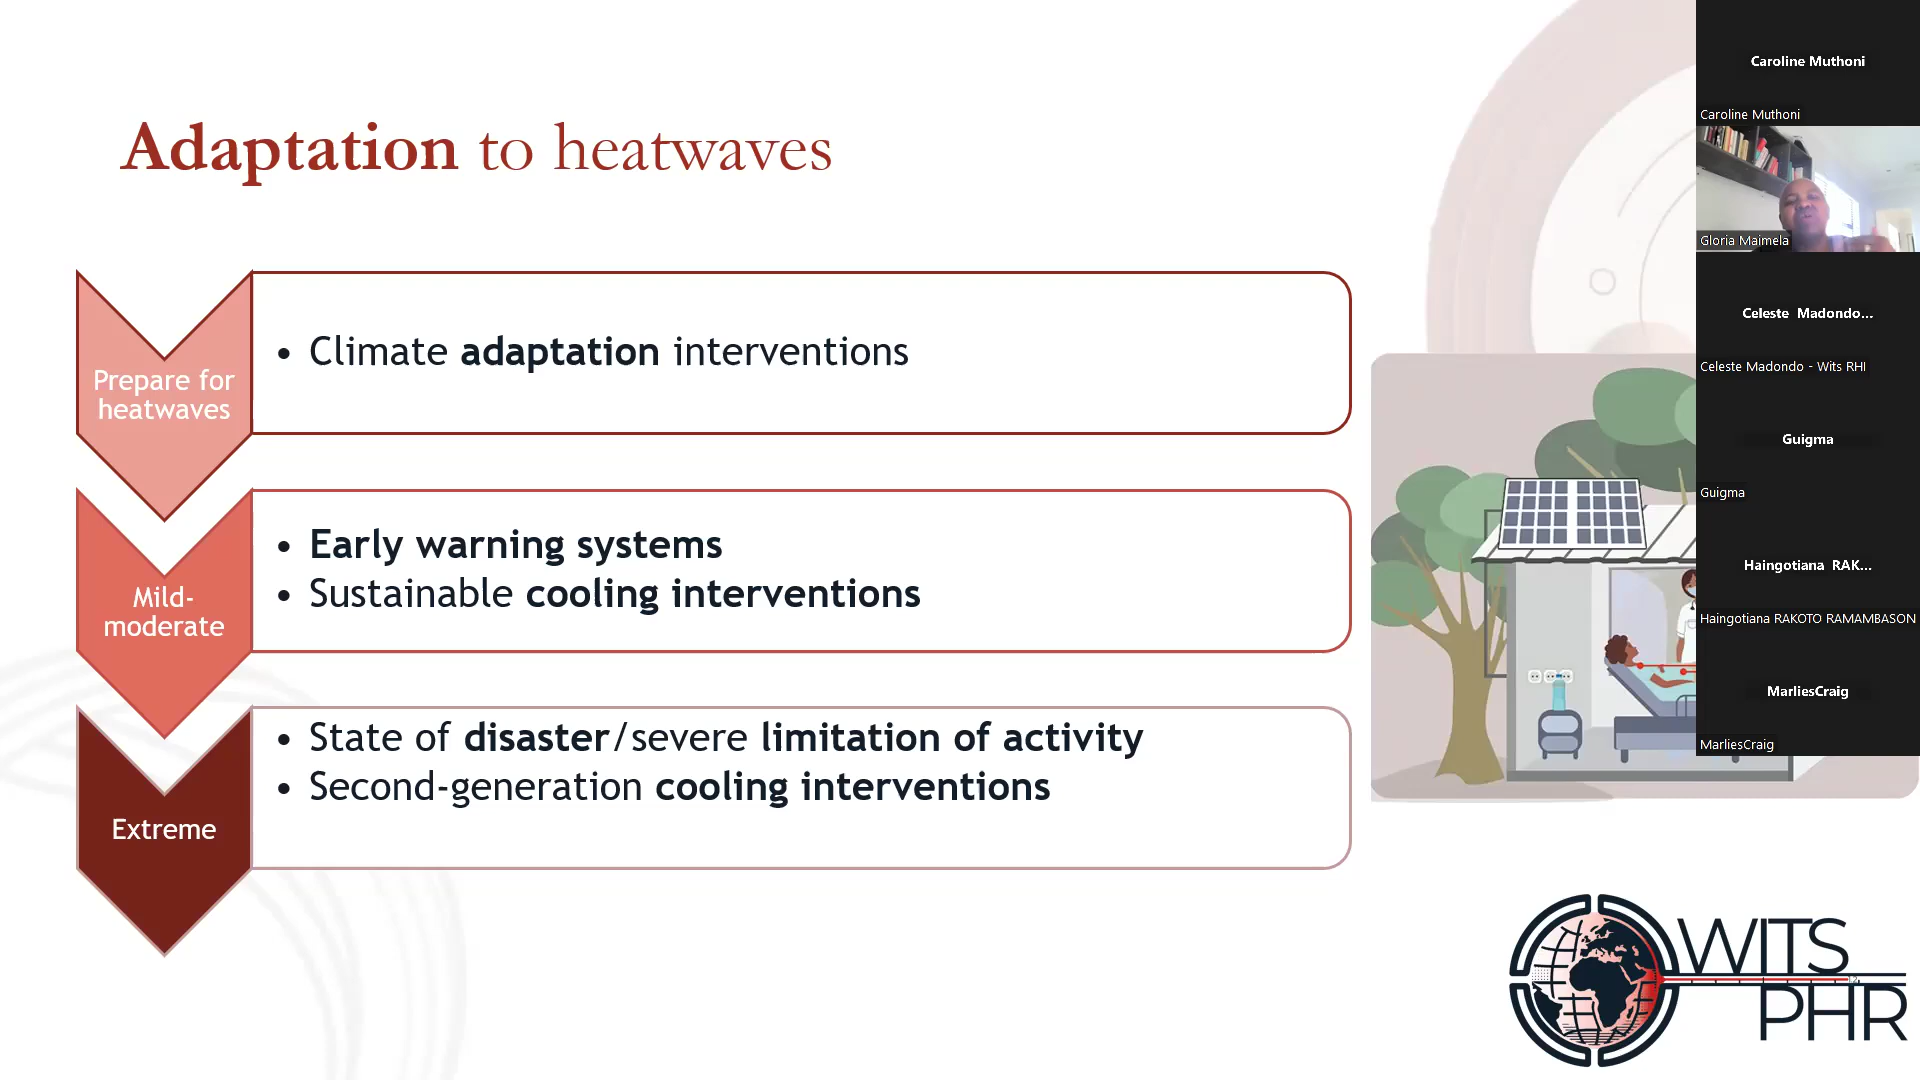 Adaptation to heatwaves
Prepare for
heatwaves
• Climate adaptation interventions
Mild-
moderate
• Early warning systems
• Sustainable cooling interventions
Extreme
• State of disaster/severe limitation of activity
• Second-generation cooling interventions
Caroline Muthoni
Caroline Muthoni
Gloria Maimela
Celeste Madondo...
Celeste Madondo - Wits RHI
Guigma
Guigma
Haingotiana RAK...
Haingotiana RAKOTO RAMAMBASON
MarliesCraig
MarliesCraig
WITS
PHR